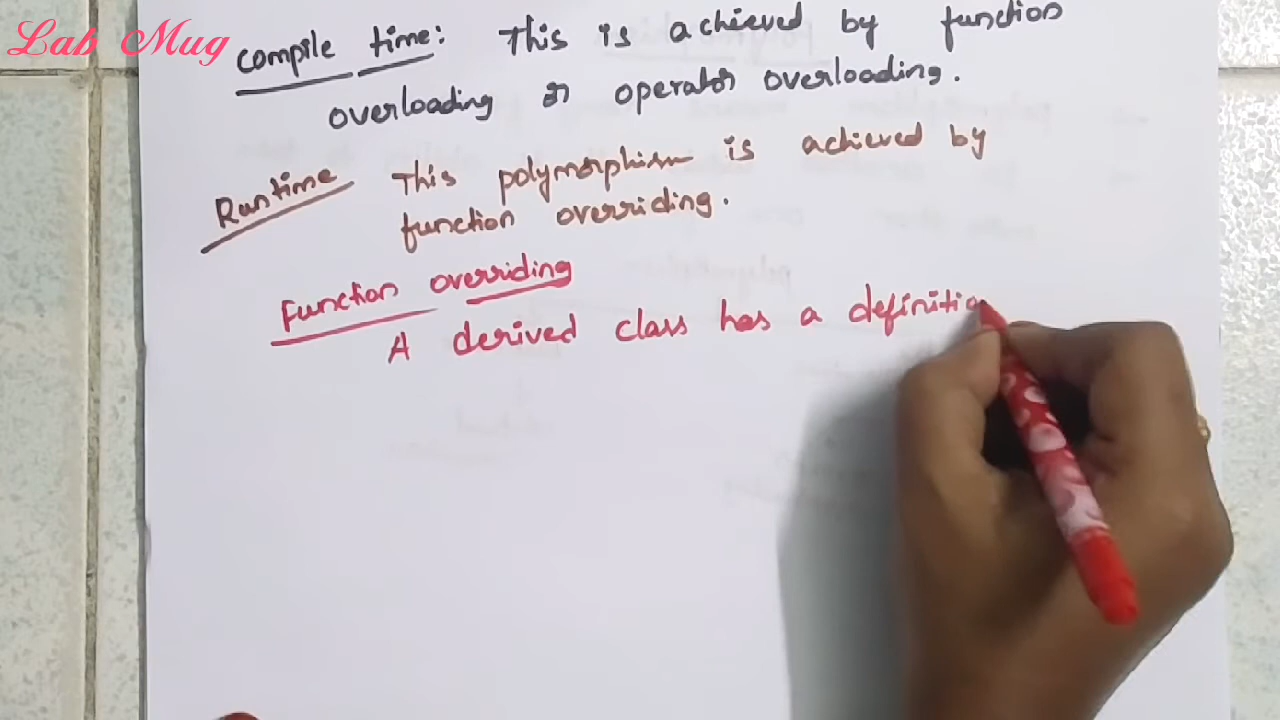 Lab Mug
compile time: This is achieved by function
overloading or operator overloading.
Runtime This polymorphism is achieved by
function overriding.
Function overriding
A derived class has a definitio